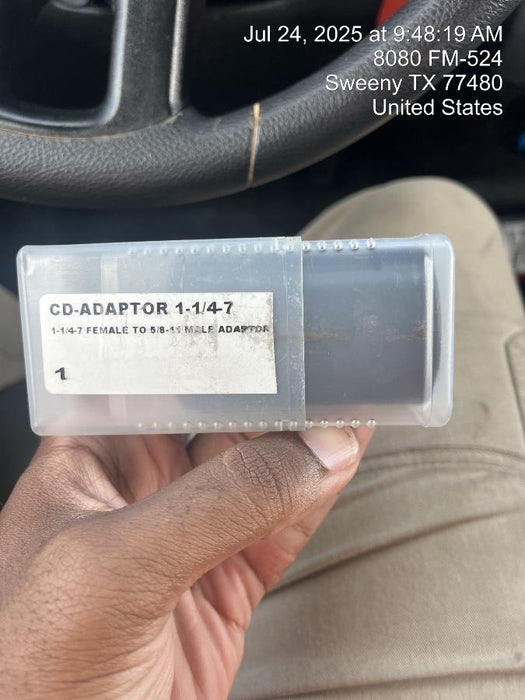 Jul 24, 2025 at 9:48:19 AM
8080 FM-524
Sweeny TX 77480
United States
CD-ADAPTOR 1-1/4-7
1-1/4-7 FEMALE TO 5/8-11 MALE ADAPTOR
1